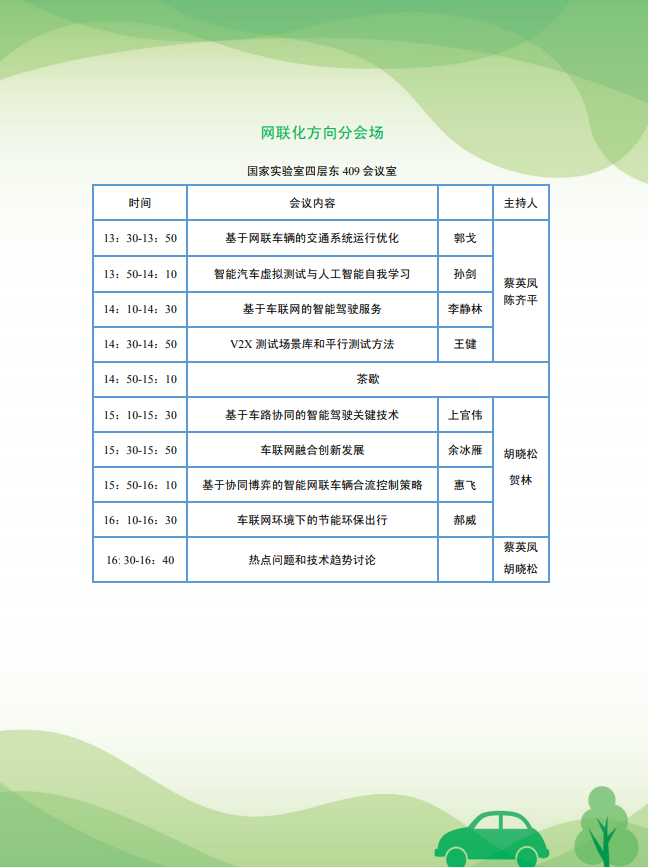 网联化方向分会场
国家实验室四层东 409 会议室
时间 会议内容 主持人
13：30-13：50 基于网联车辆的交通系统运行优化 郭戈
13：50-14：10 智能汽车虚拟测试与人工智能自我学习 孙剑
蔡英凤
陈齐平
14：10-14：30 基于车联网的智能驾驶服务 李静林
14：30-14：50 V2X 测试场景库和平行测试方法 王健
14：50-15：10 茶歇
15：10-15：30 基于车路协同的智能驾驶关键技术 上官伟
15：30-15：50 车联网融合创新发展 余冰雁
胡晓松
贺林
15：50-16：10 基于协同博弈的智能网联车辆合流控制策略 惠飞
16：10-16：30 车联网环境下的节能环保出行 郝威
16: 30-16：40 热点问题和技术趋势讨论
蔡英凤
胡晓松